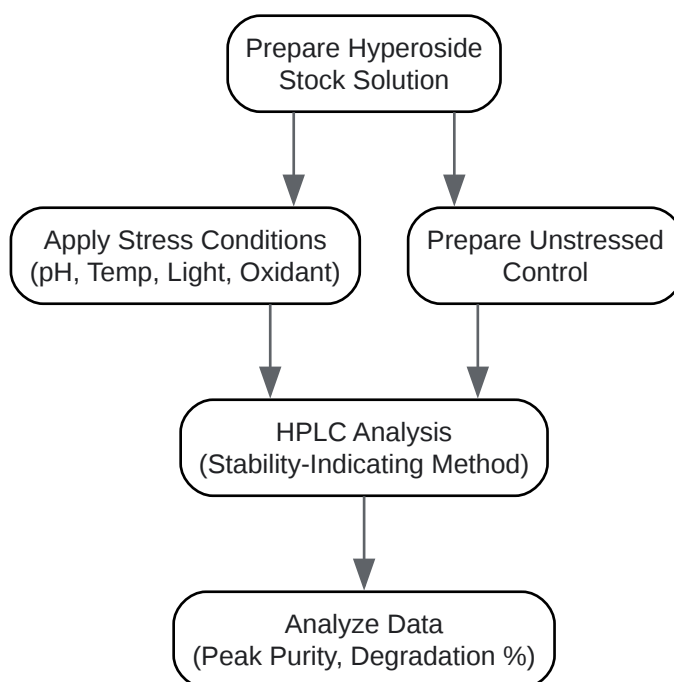 Prepare Hyperoside
Stock Solution
Apply Stress Conditions
(pH, Temp, Light, Oxidant)
Prepare Unstressed
Control
HPLC Analysis
(Stability-Indicating Method)
Analyze Data
(Peak Purity, Degradation %)